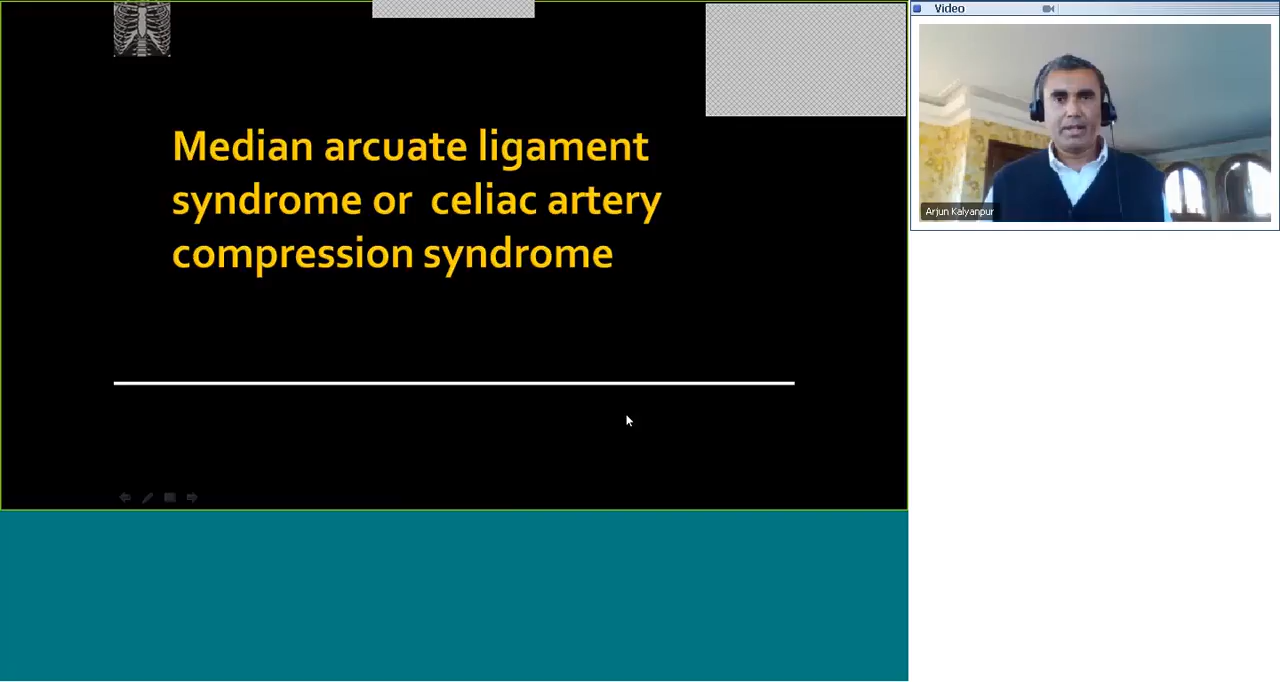 Median arcuate ligament
syndrome or celiac artery
compression syndrome
Video
Arjun Kalyanpur